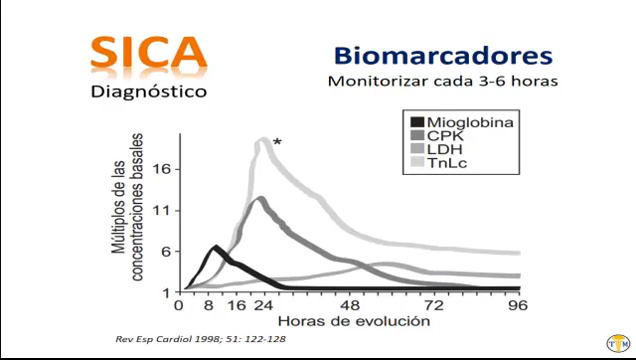 SICA
Diagnóstico
Biomarcadores
Monitorizar cada 3-6 horas
Mioglobina
CPK
LDH
TnLc
*
Múltiplos de las
concentraciones basales
16
11
6
1
0 8 16 24 48 72 96
Horas de evolución
Rev Esp Cardiol 1998; 51: 122-128